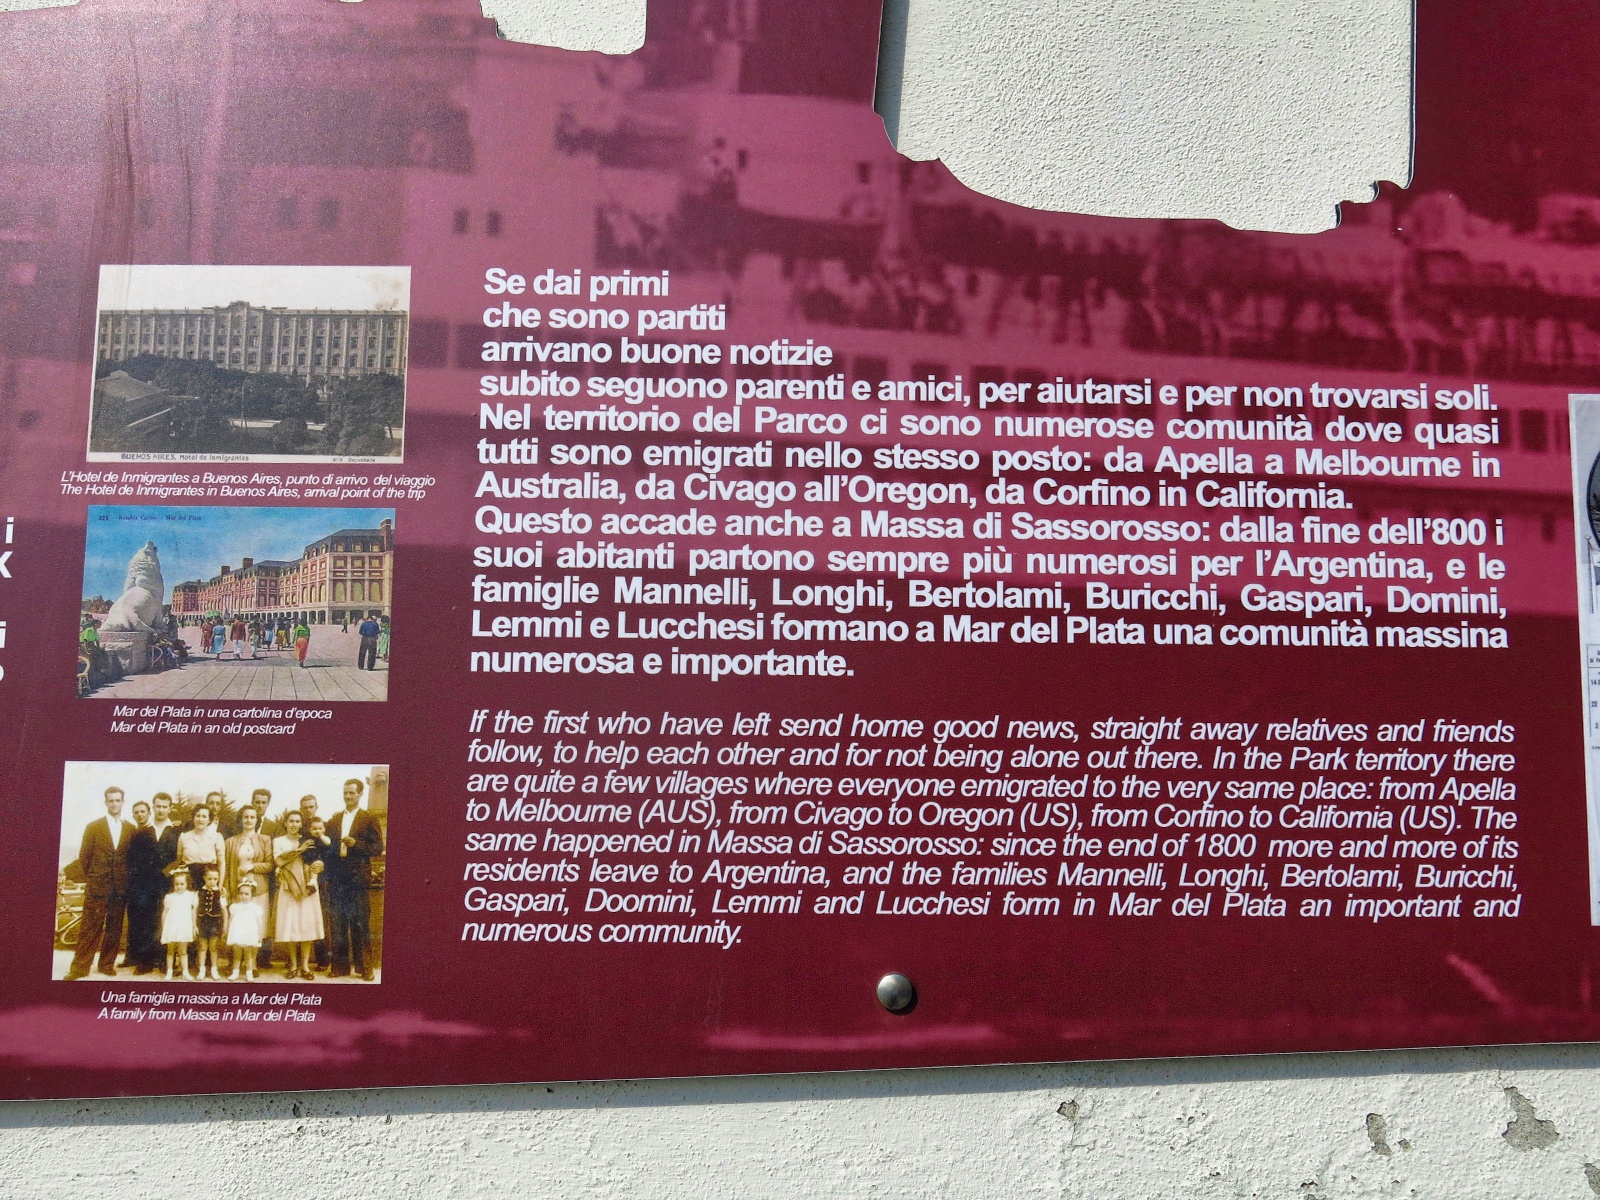 BUENOS AIRES. Hotel de Inmigrantes
L'Hotel de Inmigrantes a Buenos Aires, punto di arrivo del viaggio
The Hotel de Inmigrantes in Buenos Aires, arrival point of the trip
Mar del Plata
Mar del Plata in una cartolina d'epoca
Mar del Plata in an old postcard
Una famiglia massina a Mar del Plata
A family from Massa in Mar del Plata
Se dai primi
che sono partiti
arrivano buone notizie
subito seguono parenti e amici, per aiutarsi e per non trovarsi soli.
Nel territorio del Parco ci sono numerose comunità dove quasi
tutti sono emigrati nello stesso posto: da Apella a Melbourne in
Australia, da Civago all'Oregon, da Corfino in California.
Questo accade anche a Massa di Sassorosso: dalla fine dell'800 i
suoi abitanti partono sempre più numerosi per l'Argentina, e le
famiglie Mannelli, Longhi, Bertolami, Buricchi, Gaspari, Domini,
Lemmi e Lucchesi formano a Mar del Plata una comunità massina
numerosa e importante.
If the first who have left send home good news, straight away relatives and friends
follow, to help each other and for not being alone out there. In the Park territory there
are quite a few villages where everyone emigrated to the very same place: from Apella
to Melbourne (AUS), from Civago to Oregon (US), from Corfino to California (US). The
same happened in Massa di Sassorosso: since the end of 1800 more and more of its
residents leave to Argentina, and the families Mannelli, Longhi, Bertolami, Buricchi,
Gaspari, Doomini, Lemmi and Lucchesi form in Mar del Plata an important and
numerous community.